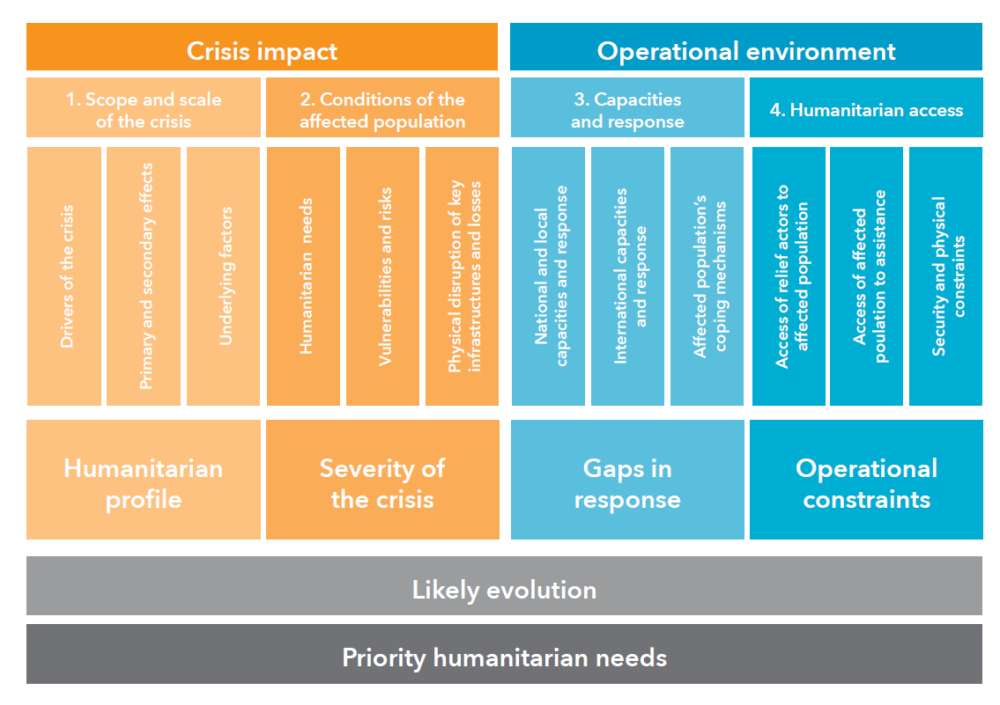 Crisis impact
Operational environment
1. Scope and scale
of the crisis
2. Conditions of the
affected population
3. Capacities
and response
4. Humanitarian access
Drivers of the crisis
Primary and secondary effects
Underlying factors
Humanitarian needs
Vulnerabilities and risks
Physical disruption of key
infrastructures and losses
National and local
capacities and response
International capacities
and response
Affected population's
coping mechanisms
Access of relief actors to
affected population
Access of affected
poulation to assistance
Security and physical
constraints
Humanitarian
profile
Severity of
the crisis
Gaps in
response
Operational
constraints
Likely evolution
Priority humanitarian needs